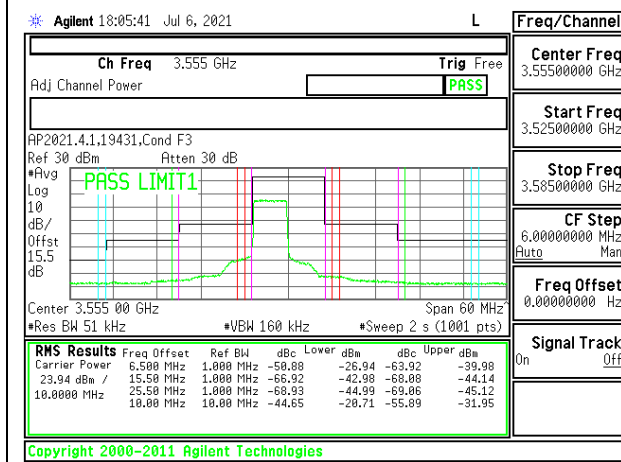 Agilent 18:05:41 Jul 6, 2021 L
Freq/Channel
Ch Freq 3.555 GHz Trig Free
Adj Channel Power PASS
Center Freq
3.55500000 GHz
Start Freq
3.52500000 GHz
Stop Freq
3.58500000 GHz
CF Step
6.00000000 MHz
Auto Man
Freq Offset
0.00000000 Hz
Signal Track
On Off
AP2021.4.1,19431,Cond F3
Ref 30 dBm Atten 30 dB
#Avg
Log
10
dB/
Offst
15.5
dB
PASS LIMIT1
Center 3.555 00 GHz Span 60 MHz
#Res BW 51 kHz #VBW 160 kHz #Sweep 2 s (1001 pts)
RMS Results Freq Offset Ref BW dBc Lower dBm dBc Upper dBm
Carrier Power 6.500 MHz 1.000 MHz -50.88 -26.94 -63.92 -39.98
23.94 dBm / 15.50 MHz 1.000 MHz -66.92 -42.98 -68.08 -44.14
10.0000 MHz 25.50 MHz 1.000 MHz -68.93 -44.99 -69.06 -45.12
10.00 MHz 10.00 MHz -44.65 -20.71 -55.89 -31.95
Copyright 2000-2011 Agilent Technologies